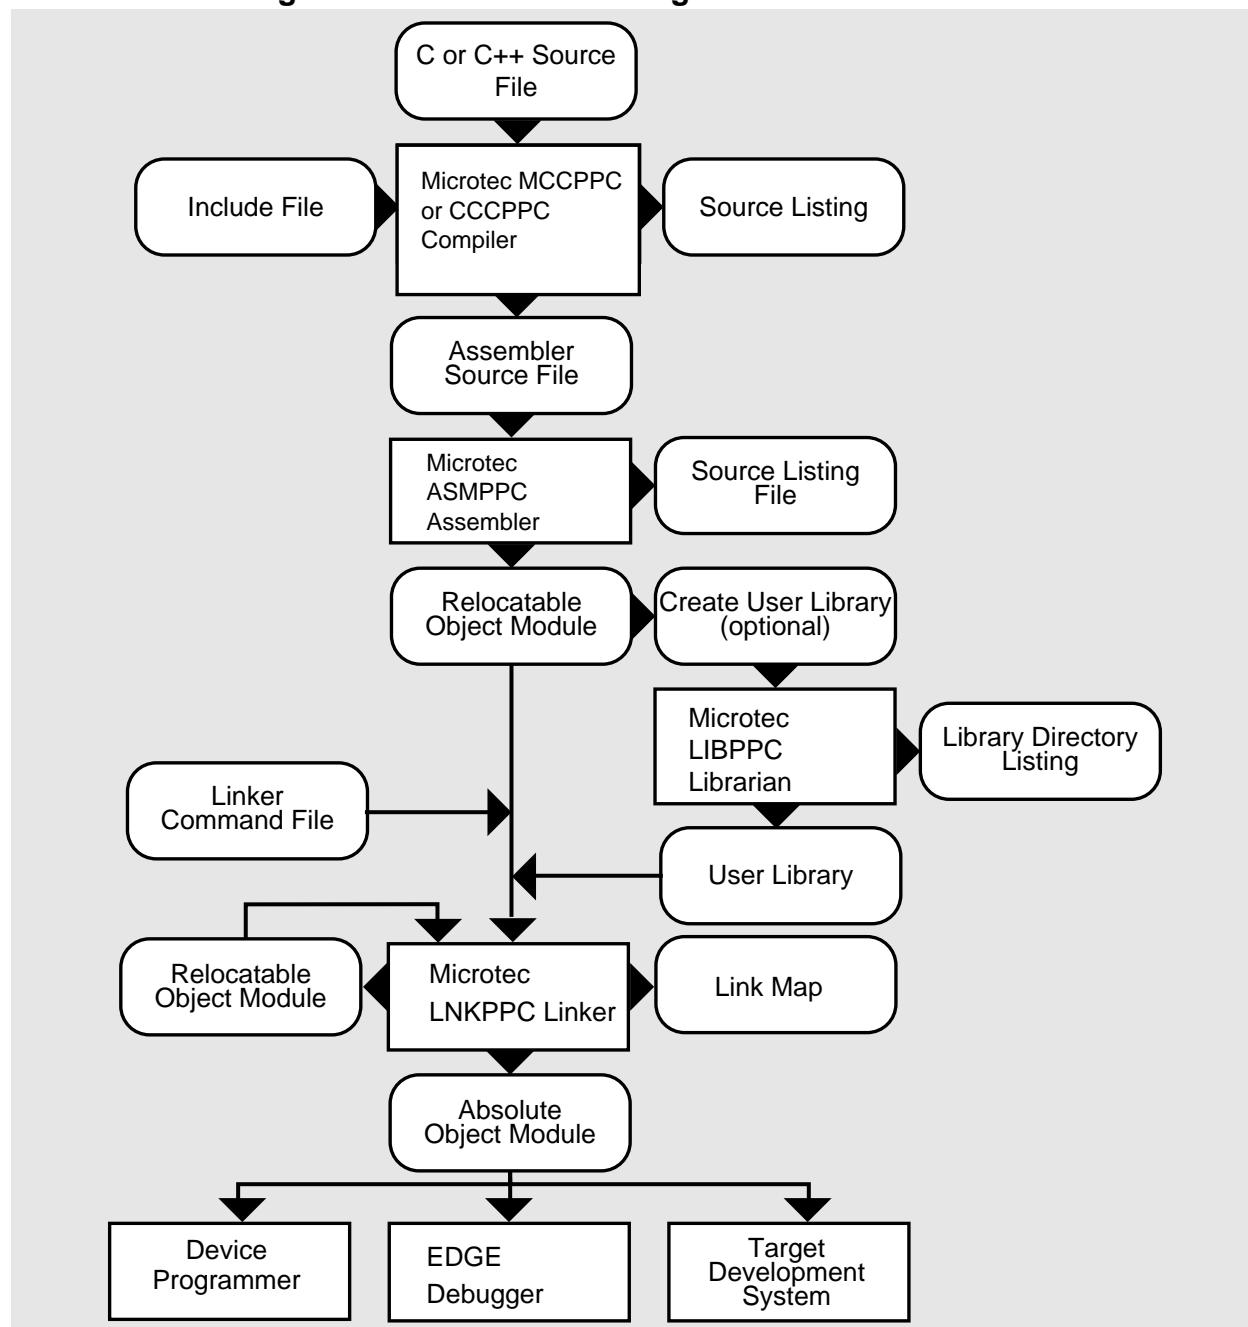 C or C++ Source
File
Include File
Microtec MCCPPC
or CCCPPC
Compiler
Source Listing
Assembler
Source File
Microtec
ASMPPC
Assembler
Source Listing
File
Relocatable
Object Module
Create User Library
(optional)
Microtec
LIBPPC
Librarian
Library Directory
Listing
Linker
Command File
User Library
Relocatable
Object Module
Microtec
LNKPPC Linker
Link Map
Absolute
Object Module
Device
Programmer
EDGE
Debugger
Target
Development
System